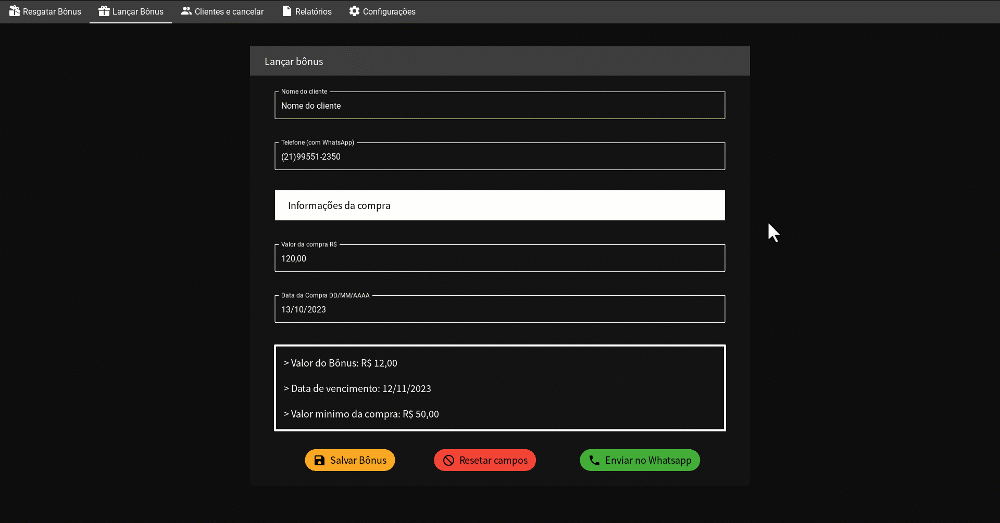 Resgatar Bônus Lançar Bônus Clientes e cancelar Relatórios Configurações
Lançar bônus
Nome do cliente
Nome do cliente
Telefone (com WhatsApp)
(21)99551-2350
Informações da compra
Valor da compra R$
120,00
Data da Compra DD/MM/AAAA
13/10/2023
> Valor do Bônus: R$ 12,00
> Data de vencimento: 12/11/2023
> Valor mínimo da compra: R$ 50,00
Salvar Bônus Resetar campos Enviar no Whatsapp